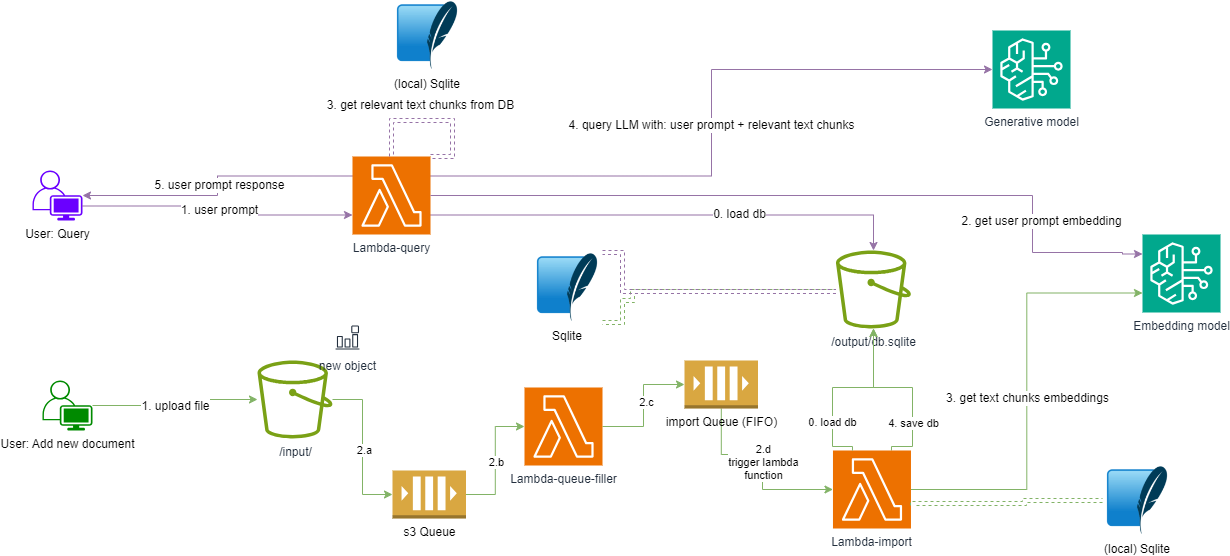 (local) Sqlite
3. get relevant text chunks from DB
Generative model
4. query LLM with: user prompt + relevant text chunks
5. user prompt response
1. user prompt
0. load db
2. get user prompt embedding
User: Query
Lambda-query
Sqlite
Embedding model
/output/db.sqlite
new object
1. upload file
2.c
3. get text chunks embeddings
import Queue (FIFO)
0. load db
4. save db
User: Add new document
/input/
2.a
2.b
2.d
trigger lambda
function
Lambda-queue-filler
s3 Queue
Lambda-import
(local) Sqlite